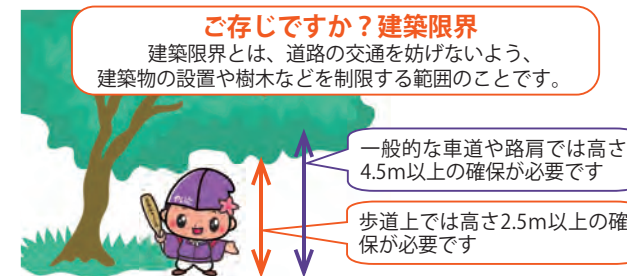 ご存じですか？建築限界
建築限界とは、道路の交通を妨げないよう、
建築物の設置や樹木などを制限する範囲のことです。
一般的な車道や路肩では高さ
4.5m以上の確保が必要です
歩道上では高さ2.5m以上の確
保が必要です